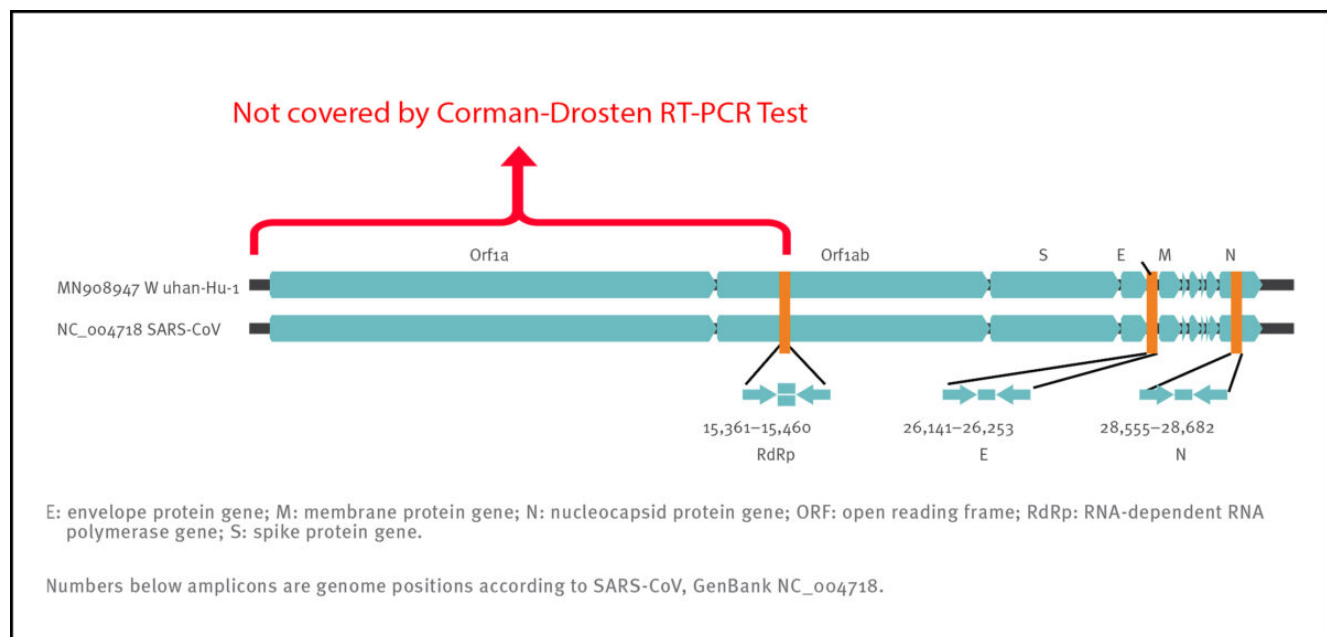 Not covered by Corman-Drosten RT-PCR Test
Orf1a Orf1ab S E M N
MN908947 W uhan-Hu-1
NC_004718 SARS-CoV
15,361–15,460 26,141–26,253 28,555–28,682
RdRp E N
E: envelope protein gene; M: membrane protein gene; N: nucleocapsid protein gene; ORF: open reading frame; RdRp: RNA-dependent RNA
polymerase gene; S: spike protein gene.
Numbers below amplicons are genome positions according to SARS-CoV, GenBank NC_004718.